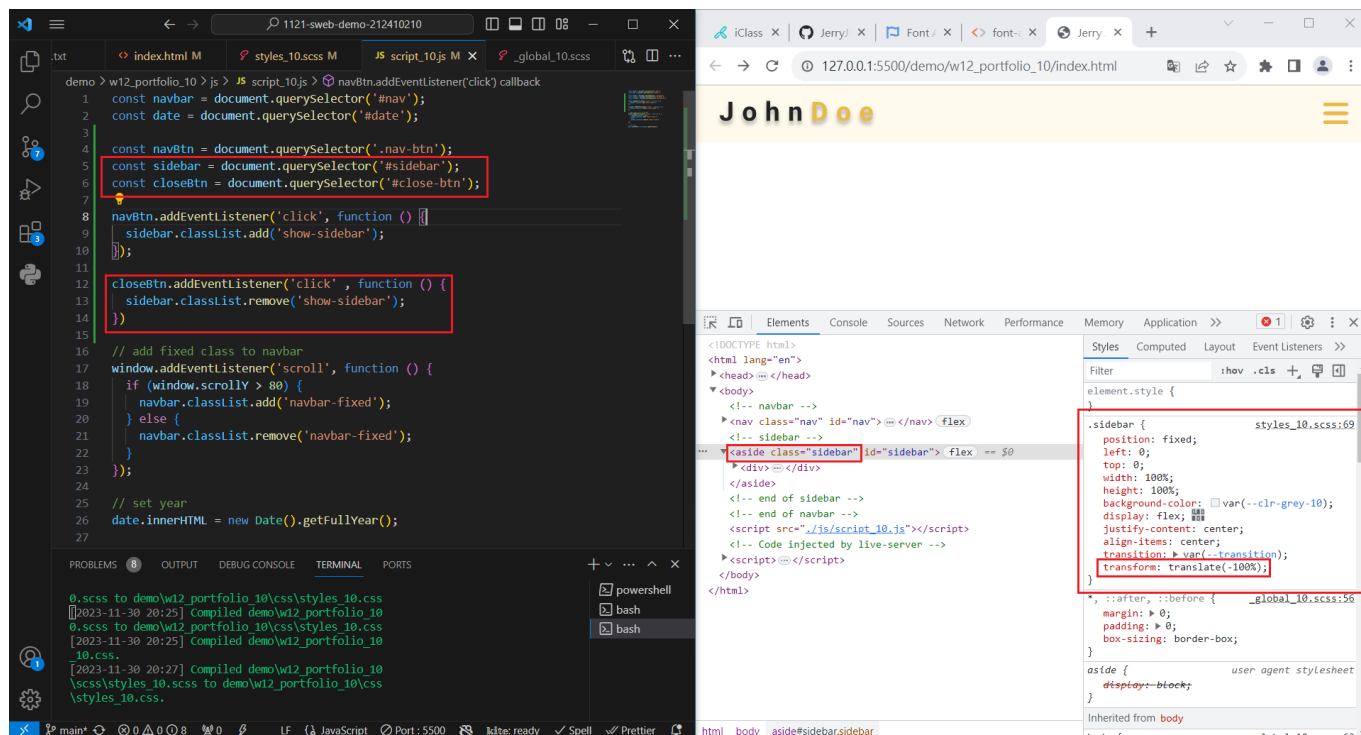 1121-sweb-demo-212410210
.txt
index.html M
styles_10.scss M
JS script_10.js M
_global_10.scss
demo > w12_portfolio_10 > js > JS script_10.js > navBtn.addEventListener('click') callback
1 const navbar = document.querySelector('#nav');
2 const date = document.querySelector('#date');
3
4 const navBtn = document.querySelector('.nav-btn');
5 const sidebar = document.querySelector('#sidebar');
6 const closeBtn = document.querySelector('#close-btn');
7
8 navBtn.addEventListener('click', function () {
9 sidebar.classList.add('show-sidebar');
10 });
11
12 closeBtn.addEventListener('click' , function () {
13 sidebar.classList.remove('show-sidebar');
14 })
15
16 // add fixed class to navbar
17 window.addEventListener('scroll', function () {
18 if (window.scrollY > 80) {
19 navbar.classList.add('navbar-fixed');
20 } else {
21 navbar.classList.remove('navbar-fixed');
22 }
23 });
24
25 // set year
26 date.innerHTML = new Date().getFullYear();
27
7
3
1
PROBLEMS 8 OUTPUT DEBUG CONSOLE TERMINAL PORTS
0.scss to demo\w12_portfolio_10\css\styles_10.css
[2023-11-30 20:25] Compiled demo\w12_portfolio_10
0.scss to demo\w12_portfolio_10\css\styles_10.css
[2023-11-30 20:25] Compiled demo\w12_portfolio_10
_10.css.
[2023-11-30 20:27] Compiled demo\w12_portfolio_10
\scss\styles_10.scss to demo\w12_portfolio_10\css
\styles_10.css.
powershell
bash
bash
main* 0 0 8 0 LF JavaScript Port : 5500 ready Spell Prettier
iClass
JerryJ
Font A
font-c
Jerry
127.0.0.1:5500/demo/w12_portfolio_10/index.html
JohnDoe
Elements Console Sources Network Performance Memory Application 1
<!DOCTYPE html>
<html lang="en">
<head> </head>
<body>
<!-- navbar -->
<nav class="nav" id="nav"> </nav> flex
<!-- sidebar -->
<aside class="sidebar" id="sidebar"> flex == $0
<div> </div>
</aside>
<!-- end of sidebar -->
<!-- end of navbar -->
<script src="./js/script_10.js"></script>
<!-- Code injected by live-server -->
<script> </script>
</body>
</html>
html body aside#sidebar.sidebar
Styles Computed Layout Event Listeners
Filter :hov .cls
element.style {
}
.sidebar { styles_10.scss:69
position: fixed;
left: 0;
top: 0;
width: 100%;
height: 100%;
background-color: var(--clr-grey-10);
display: flex;
justify-content: center;
align-items: center;
transition: var(--transition);
transform: translate(-100%);
}
*, ::after, ::before { _global_10.scss:56
margin: 0;
padding: 0;
box-sizing: border-box;
}
aside { user agent stylesheet
display: block;
}
Inherited from body